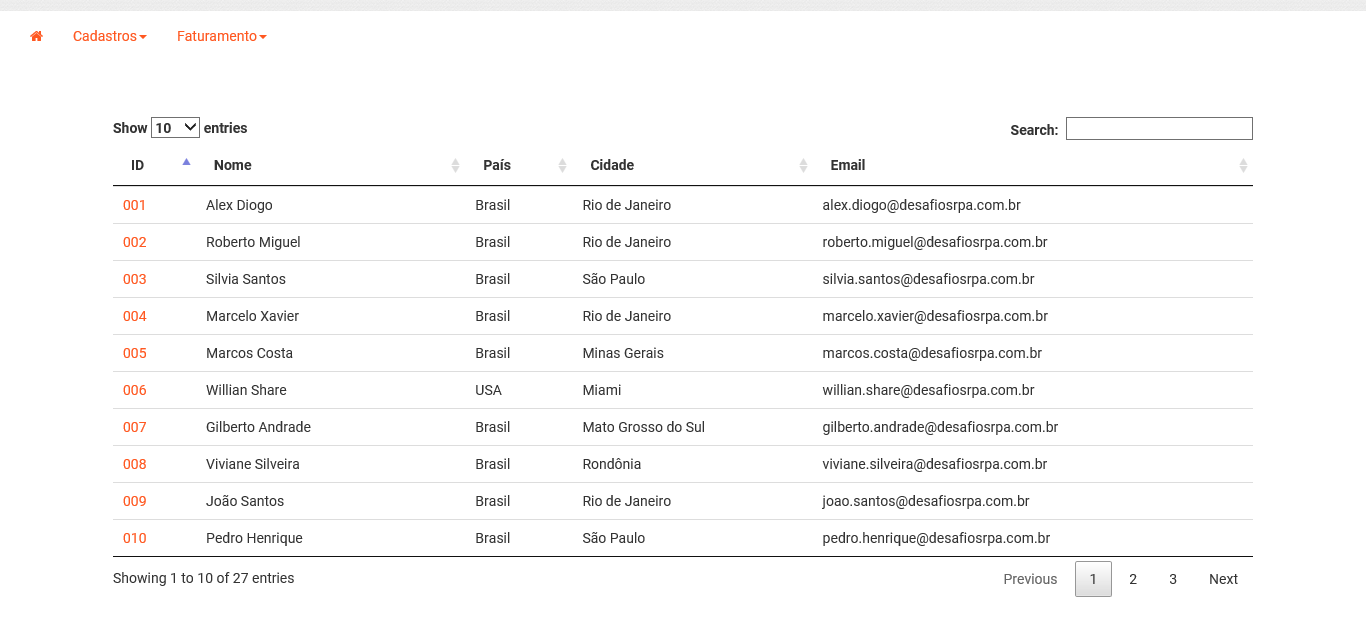 Cadastros Faturamento
Show 10 entries Search:
ID Nome País Cidade Email
001 Alex Diogo Brasil Rio de Janeiro alex.diogo@desafiosrpa.com.br
002 Roberto Miguel Brasil Rio de Janeiro roberto.miguel@desafiosrpa.com.br
003 Silvia Santos Brasil São Paulo silvia.santos@desafiosrpa.com.br
004 Marcelo Xavier Brasil Rio de Janeiro marcelo.xavier@desafiosrpa.com.br
005 Marcos Costa Brasil Minas Gerais marcos.costa@desafiosrpa.com.br
006 Willian Share USA Miami willian.share@desafiosrpa.com.br
007 Gilberto Andrade Brasil Mato Grosso do Sul gilberto.andrade@desafiosrpa.com.br
008 Viviane Silveira Brasil Rondônia viviane.silveira@desafiosrpa.com.br
009 João Santos Brasil Rio de Janeiro joao.santos@desafiosrpa.com.br
010 Pedro Henrique Brasil São Paulo pedro.henrique@desafiosrpa.com.br
Showing 1 to 10 of 27 entries Previous 1 2 3 Next